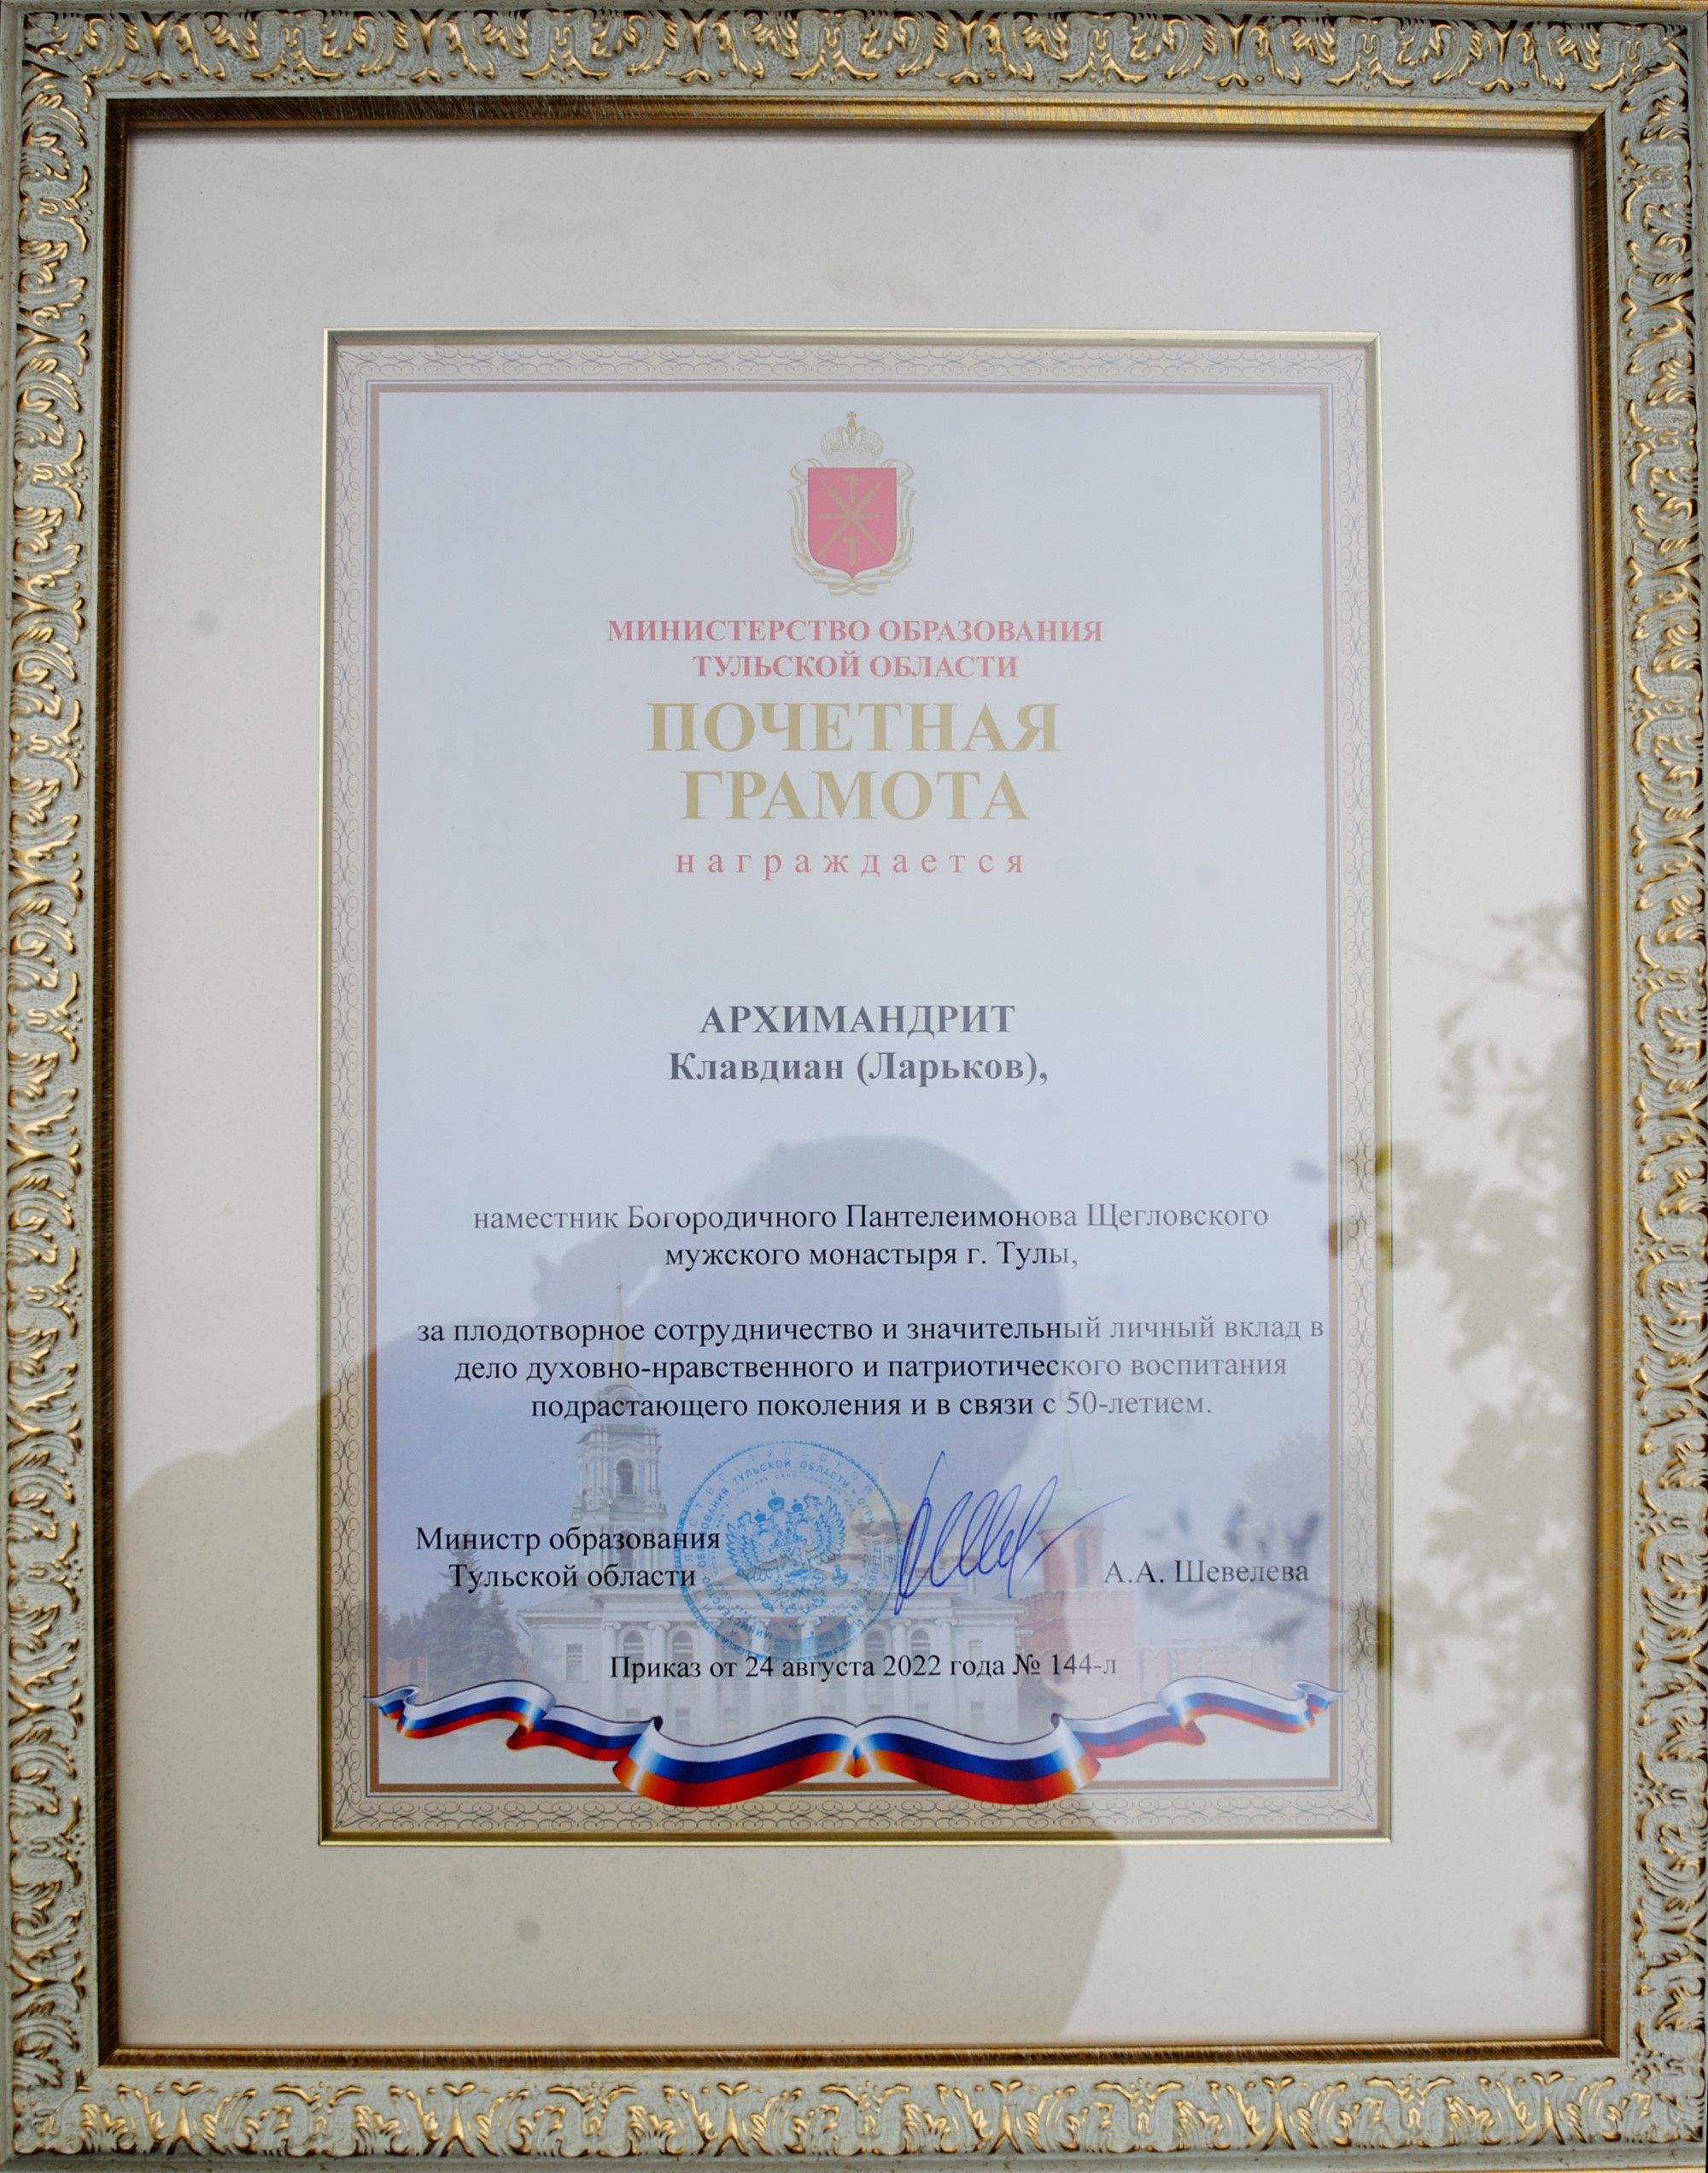 МИНИСТЕРСТВО ОБРАЗОВАНИЯ
ТУЛЬСКОЙ ОБЛАСТИ
ПОЧЕТНАЯ
ГРАМОТА
награждается
АРХИМАНДРИТ
Клавдиан (Ларьков),
наместник Богородичного Пантелеимонова Щегловского
мужского монастыря г. Тулы,
за плодотворное сотрудничество и значительный личный вклад в
дело духовно-нравственного и патриотического воспитания
подрастающего поколения и в связи с 50-летием.
Министр образования
Тульской области
А.А. Шевелева
Приказ от 24 августа 2022 года № 144-л